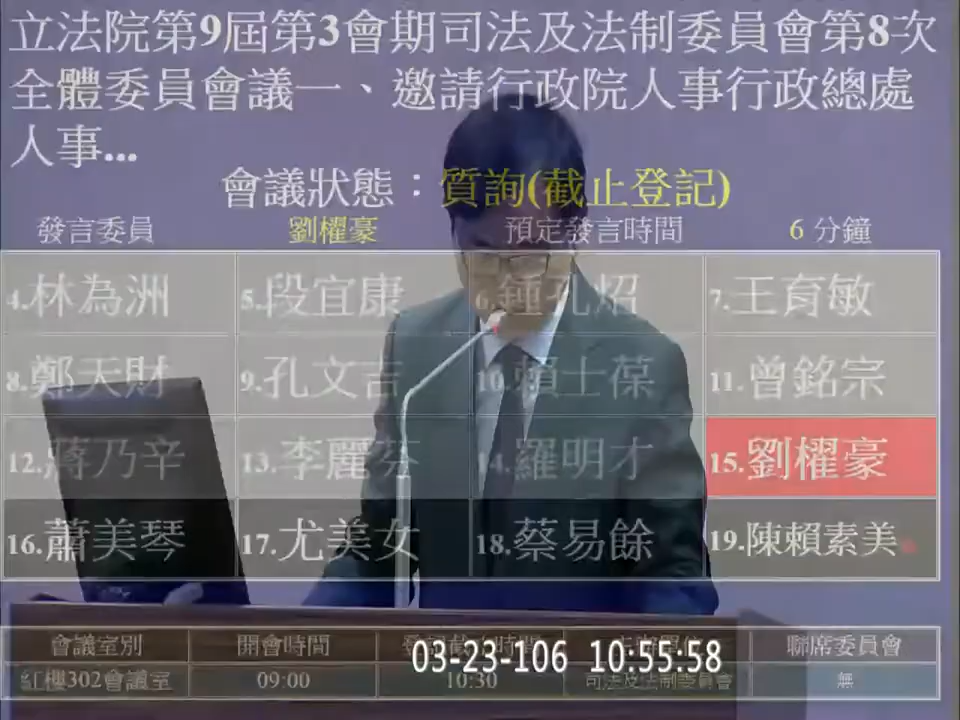 立法院第9屆第3會期司法及法制委員會第8次
全體委員會議一、邀請行政院人事行政總處
人事...
會議狀態：質詢(截止登記)
發言委員 劉櫂豪 預定發言時間 6 分鐘
4.林為洲 5.段宜康 6.鍾孔炤 7.王育敏
8.鄭天財 9.孔文吉 10.賴士葆 11.曾銘宗
12.蔣乃辛 13.李麗芬 14.羅明才 15.劉櫂豪
16.蕭美琴 17.尤美女 18.蔡易餘 19.陳賴素美
會議室別 開會時間 登記截止時間 聯席委員會
紅樓302會議室 09:00 10:30 司法及法制委員會 無
03-23-106 10:55:58